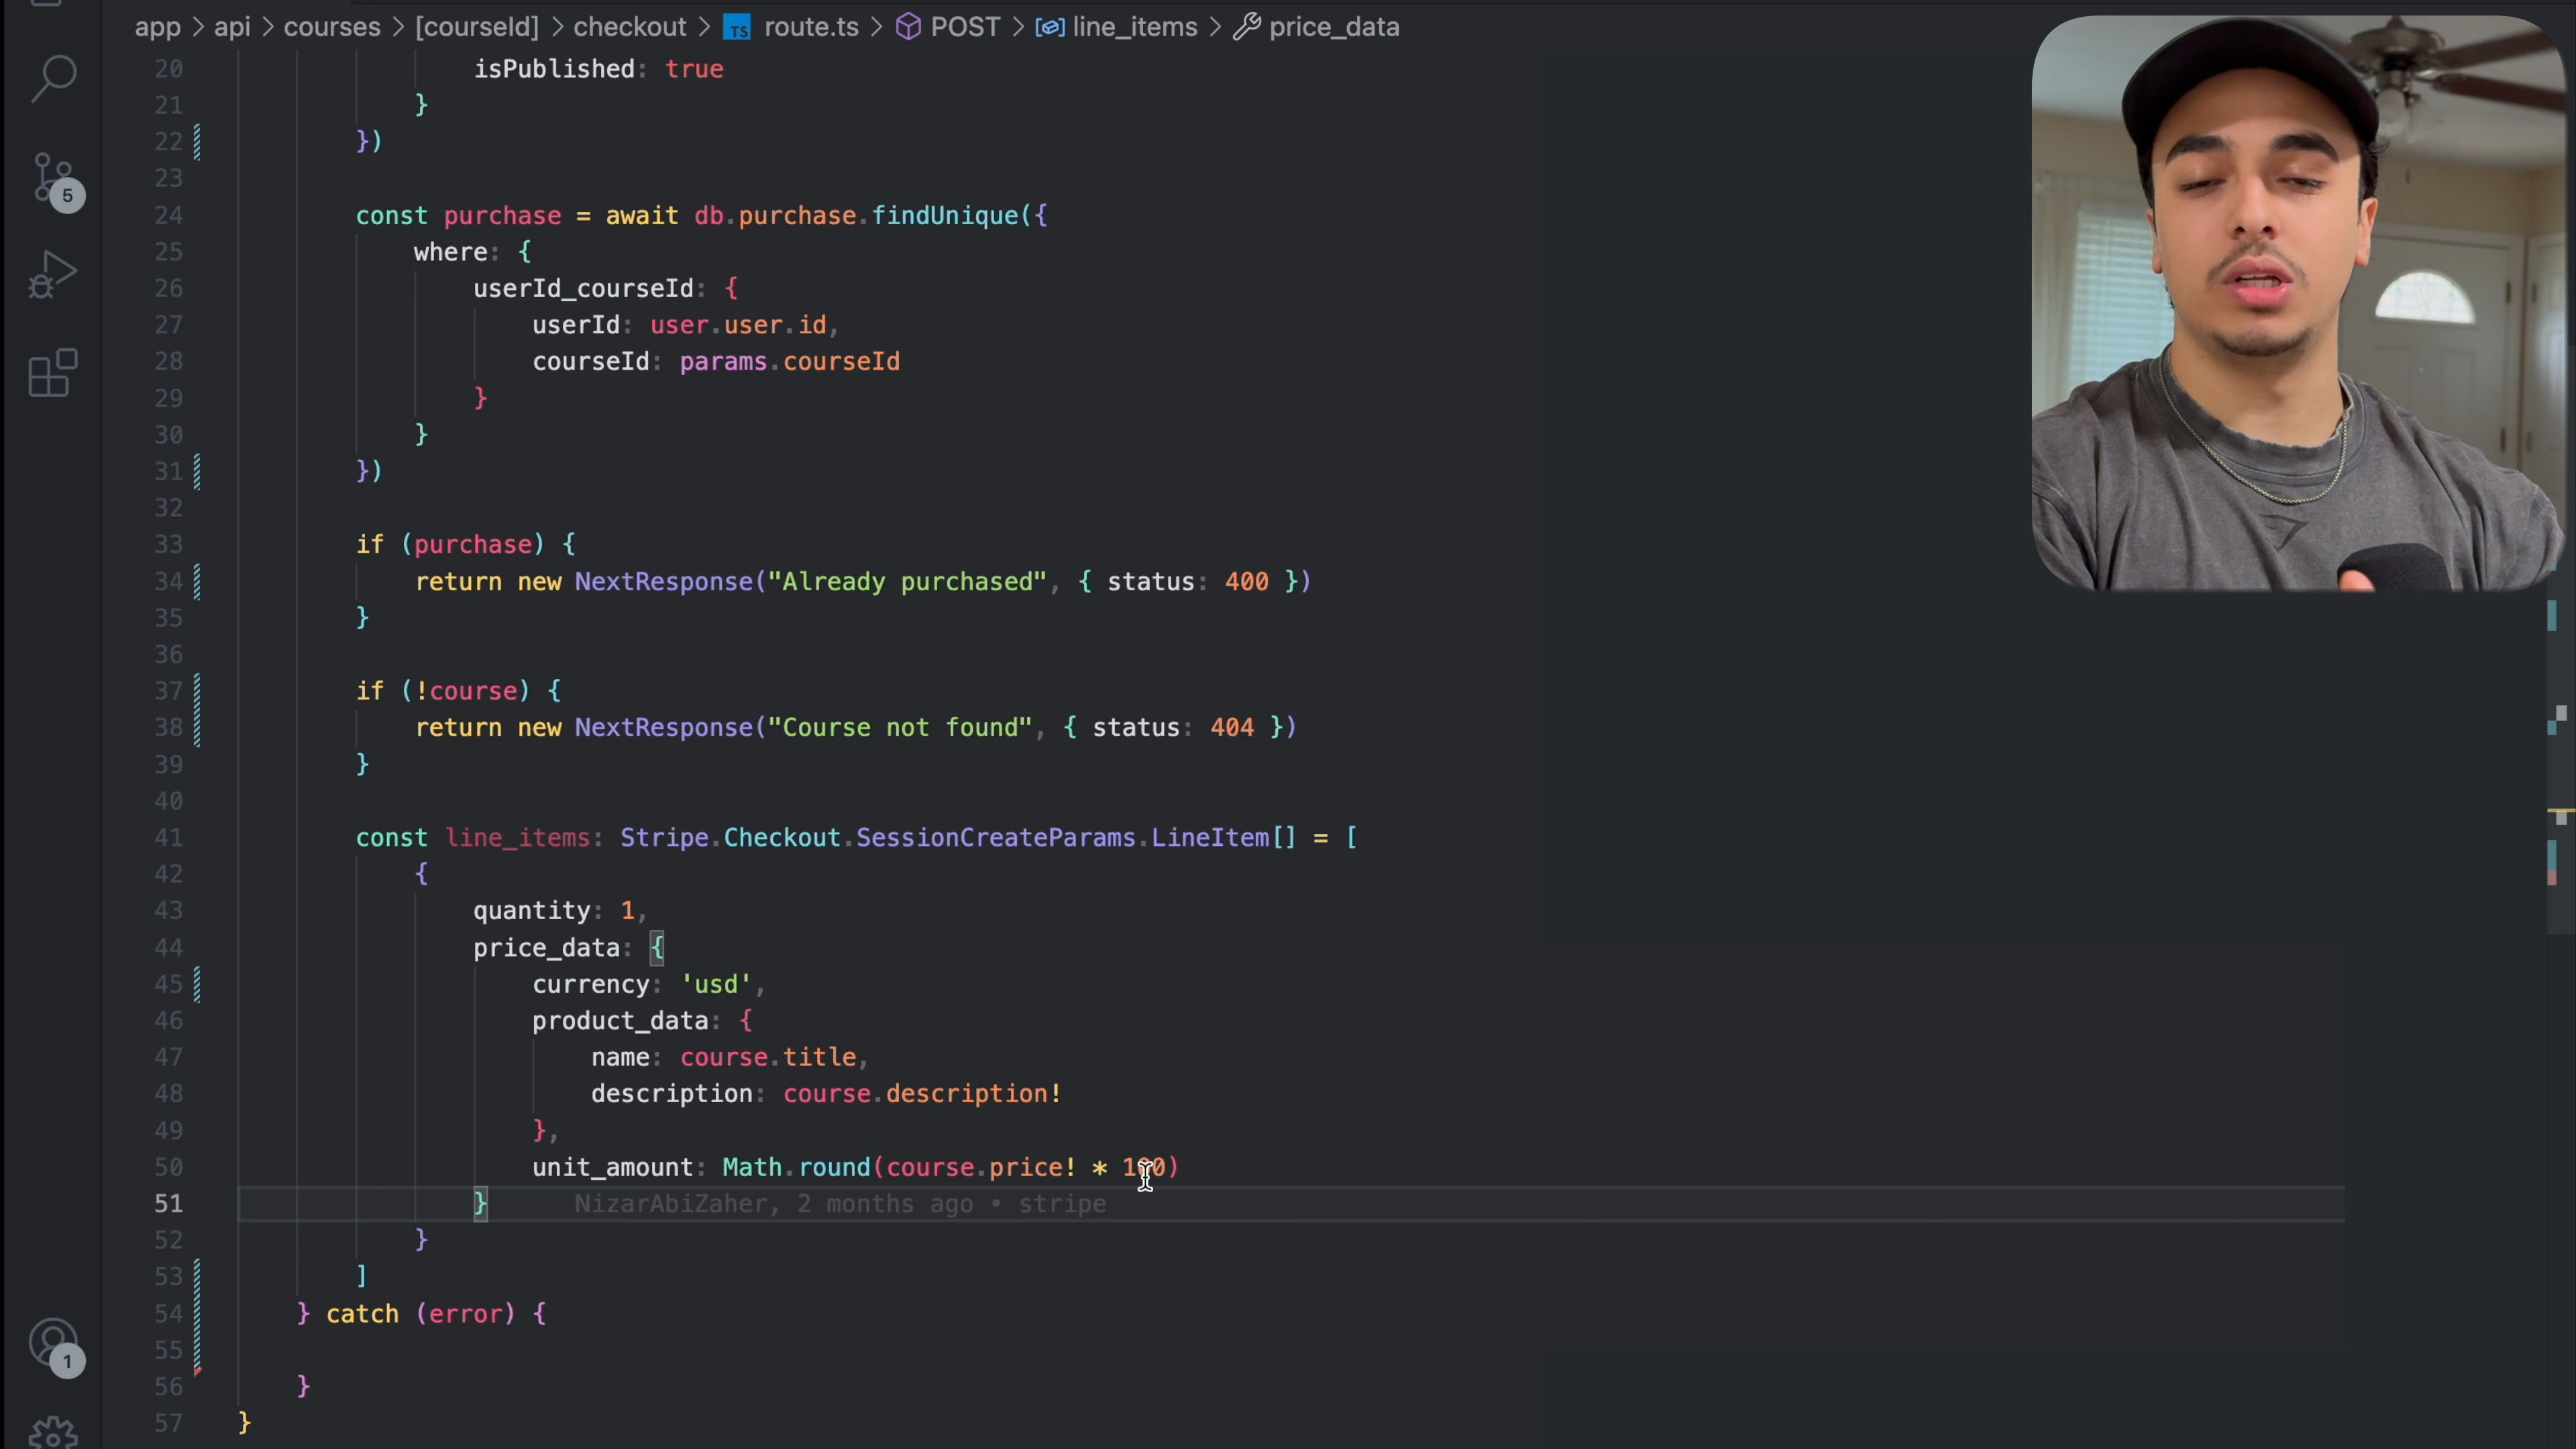 app > api > courses > [courseId] > checkout > TS route.ts > POST > line_items > price_data
20 isPublished: true
21 }
22 })
23
24 const purchase = await db.purchase.findUnique({
25 where: {
26 userId_courseId: {
27 userId: user.user.id,
28 courseId: params.courseId
29 }
30 }
31 })
32
33 if (purchase) {
34 return new NextResponse("Already purchased", { status: 400 })
35 }
36
37 if (!course) {
38 return new NextResponse("Course not found", { status: 404 })
39 }
40
41 const line_items: Stripe.Checkout.SessionCreateParams.LineItem[] = [
42 {
43 quantity: 1,
44 price_data: {
45 currency: 'usd',
46 product_data: {
47 name: course.title,
48 description: course.description!
49 },
50 unit_amount: Math.round(course.price! * 100)
51 } NizarAbiZaher, 2 months ago • stripe
52 }
53 ]
54 } catch (error) {
55
56 }
57 }
5
1